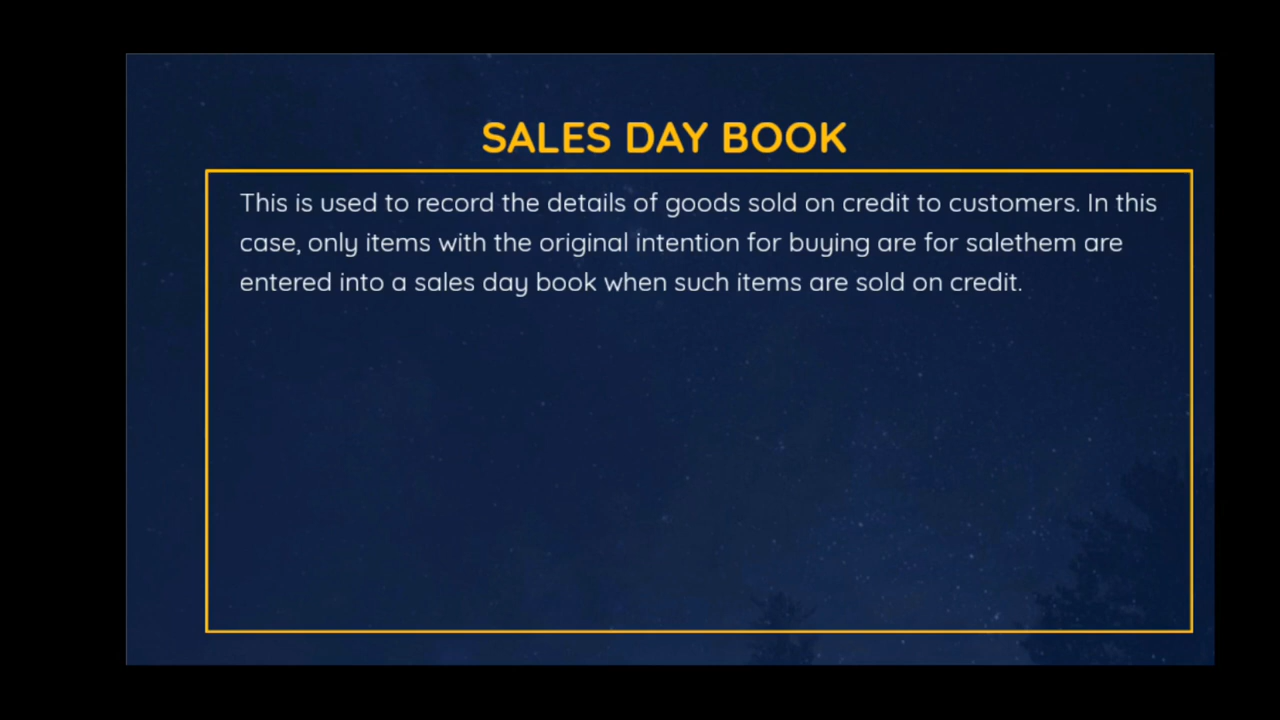 SALES DAY BOOK
This is used to record the details of goods sold on credit to customers. In this
case, only items with the original intention for buying are for salethem are
entered into a sales day book when such items are sold on credit.